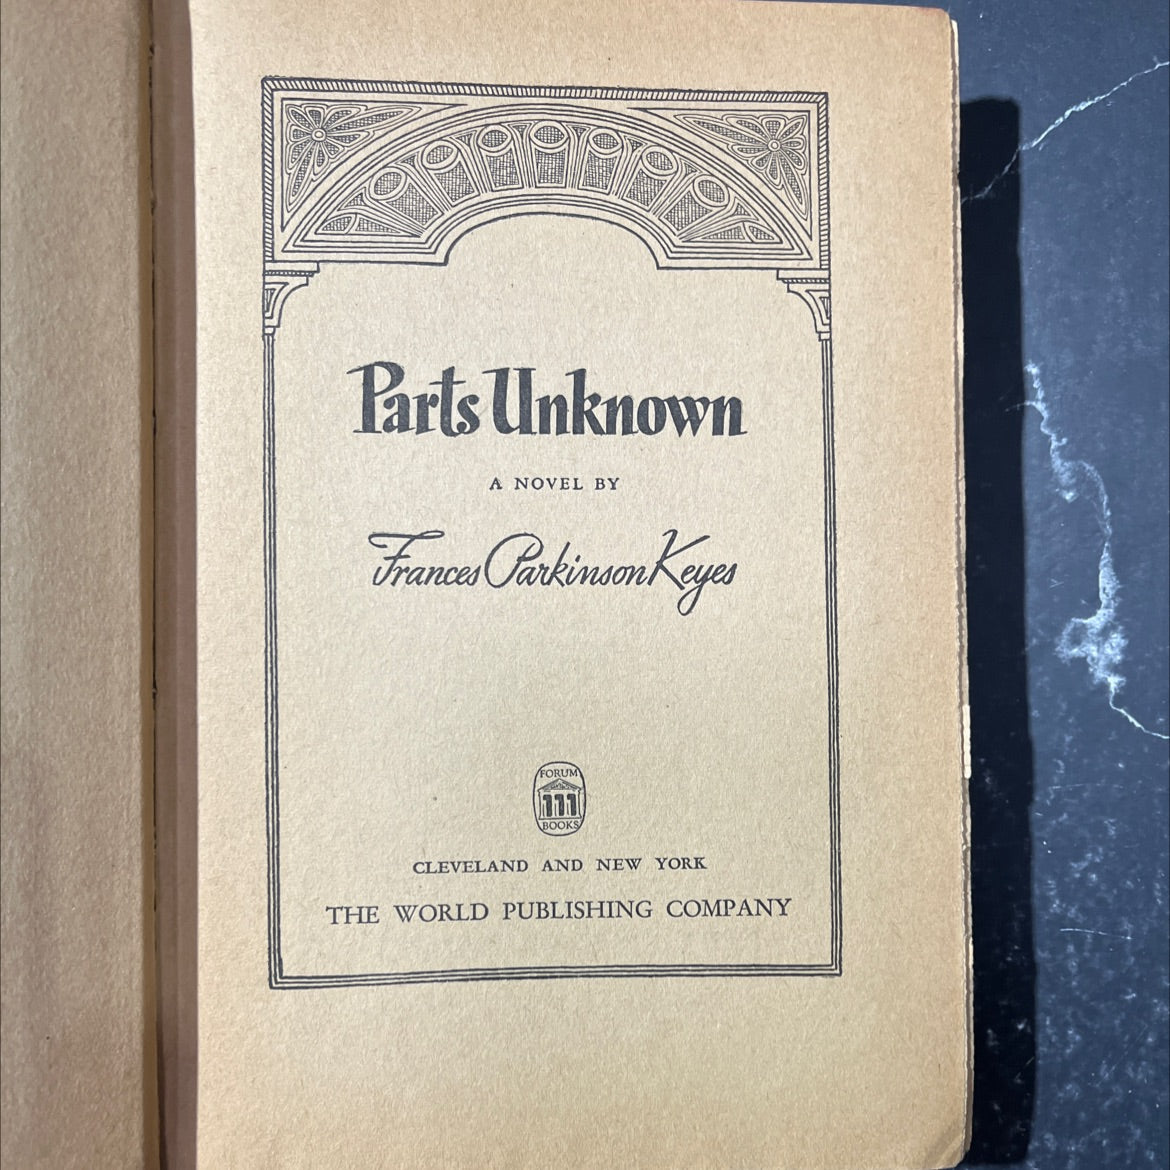 Parts Unknown
A NOVEL BY
Frances Parkinson Keyes
FORUM
BOOKS
CLEVELAND AND NEW YORK
THE WORLD PUBLISHING COMPANY